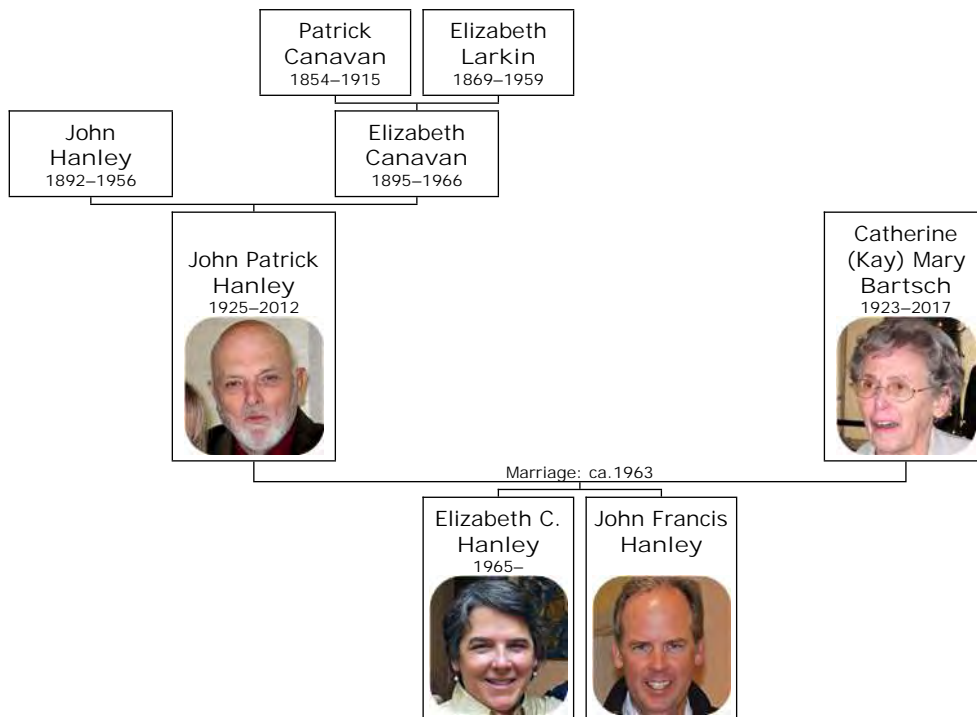 Patrick
Canavan
1854–1915
Elizabeth
Larkin
1869–1959
John
Hanley
1892–1956
Elizabeth
Canavan
1895–1966
John Patrick
Hanley
1925–2012
Catherine
(Kay) Mary
Bartsch
1923–2017
Marriage: ca.1963
Elizabeth C.
Hanley
1965–
John Francis
Hanley